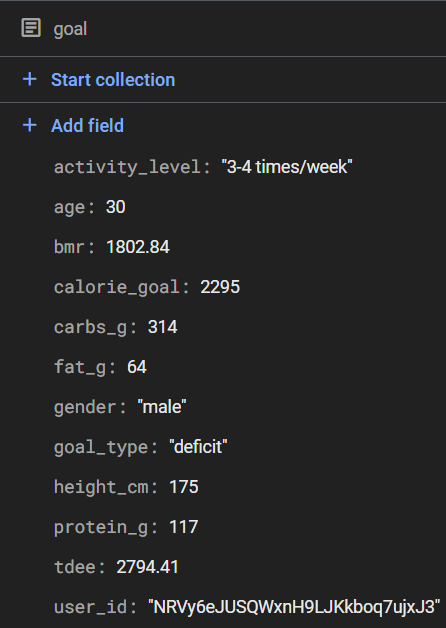 goal
+ Start collection
+ Add field
activity_level: "3-4 times/week"
age: 30
bmr: 1802.84
calorie_goal: 2295
carbs_g: 314
fat_g: 64
gender: "male"
goal_type: "deficit"
height_cm: 175
protein_g: 117
tdee: 2794.41
user_id: "NRVy6eJUSQWxnH9LJKkboq7ujxJ3"